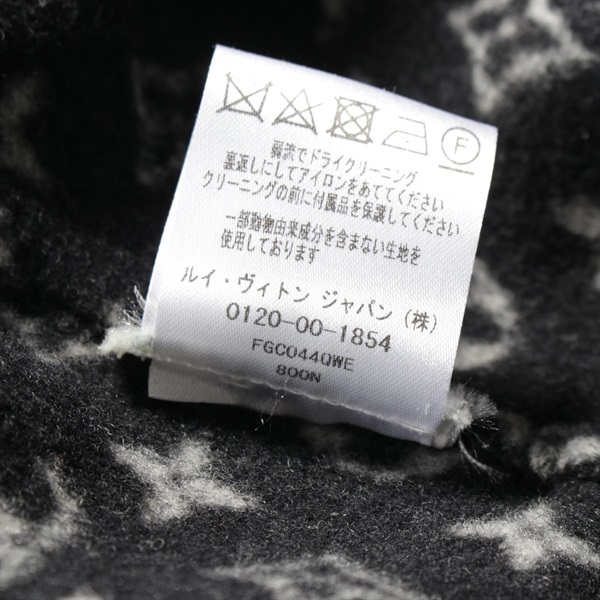 F
弱流でドライクリーニング
裏返しにしてアイロンをあててください
クリーニングの前に付属品を保護してください
一部動物由来成分を含まない生地を
使用しております
ルイ・ヴィトン ジャパン (株)
0120-00-1854
FGC044QWE
800N